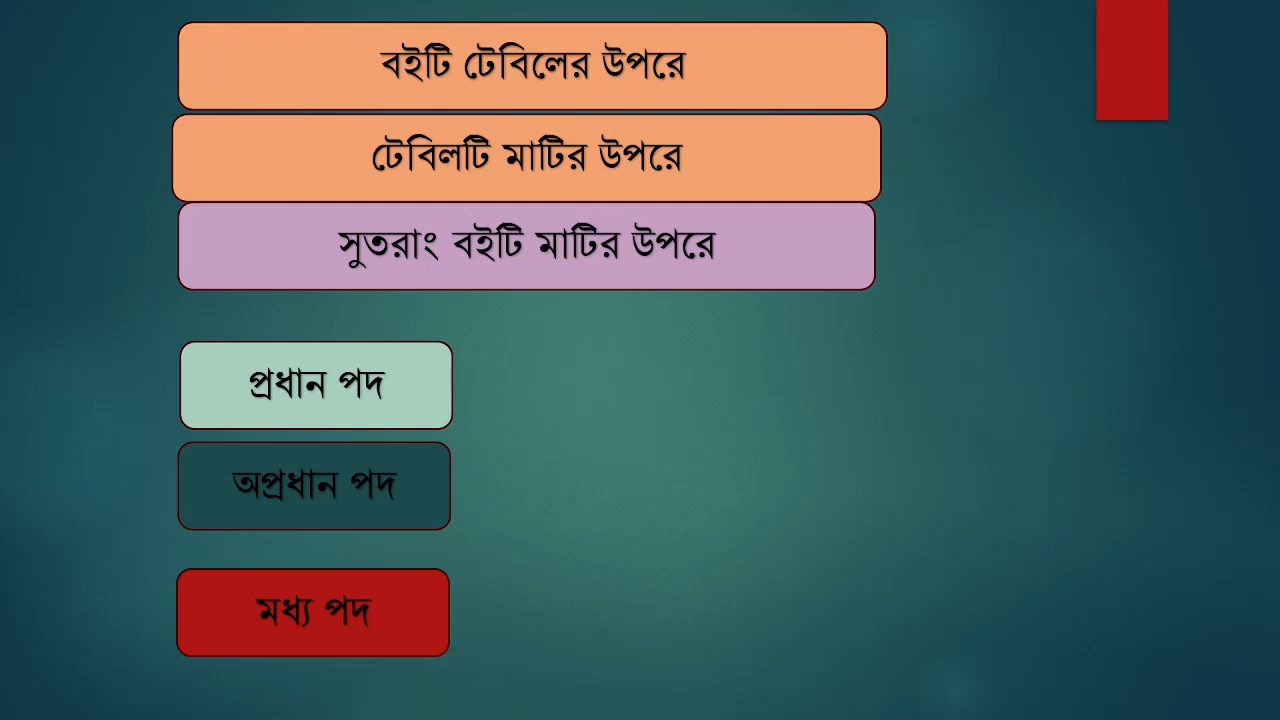 বইটি টেবিলের উপরে
টেবিলটি মাটির উপরে
সুতরাং বইটি মাটির উপরে
প্রধান পদ
অপ্রধান পদ
মধ্য পদ